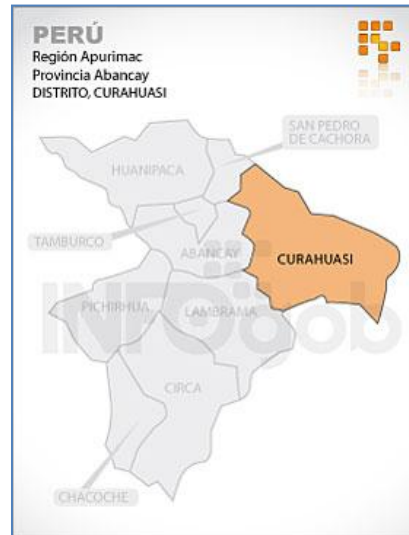 PERÚ
Región Apurimac
Provincia Abancay
DISTRITO, CURAHUASI
SAN PEDRO
DE CACHORA
HUANIPACA
TAMBURCO
ABANCAY
CURAHUASI
PICHIRHUA
LAMBRAMA
INFOgob
CIRCA
CHACOCHE